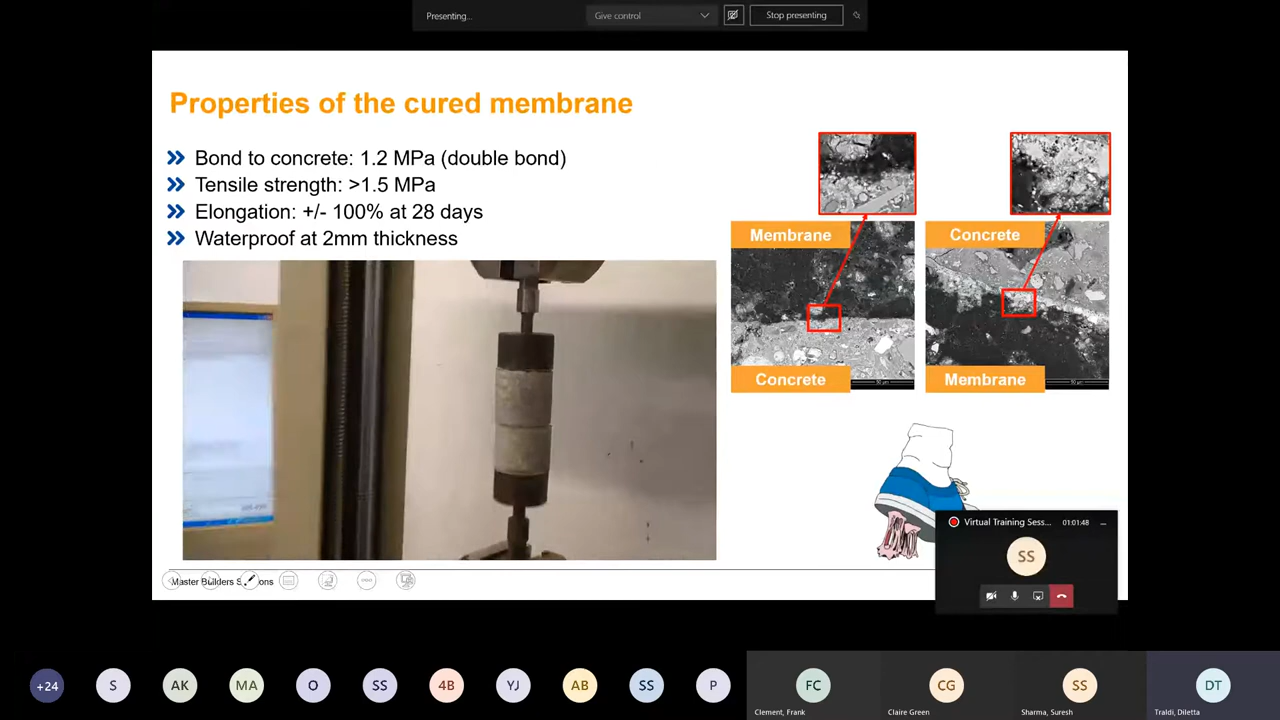 Presenting...
Give control
Stop presenting
Properties of the cured membrane
Bond to concrete: 1.2 MPa (double bond)
Tensile strength: >1.5 MPa
Elongation: +/- 100% at 28 days
Waterproof at 2mm thickness
Membrane
Concrete
Concrete
Membrane
Virtual Training Sess...
01:01:48
SS
+24
S
AK
MA
O
SS
4B
YJ
AB
SS
P
FC
CG
SS
DT
Clement, Frank
Claire Green
Sharma, Suresh
Traldi, Diletta